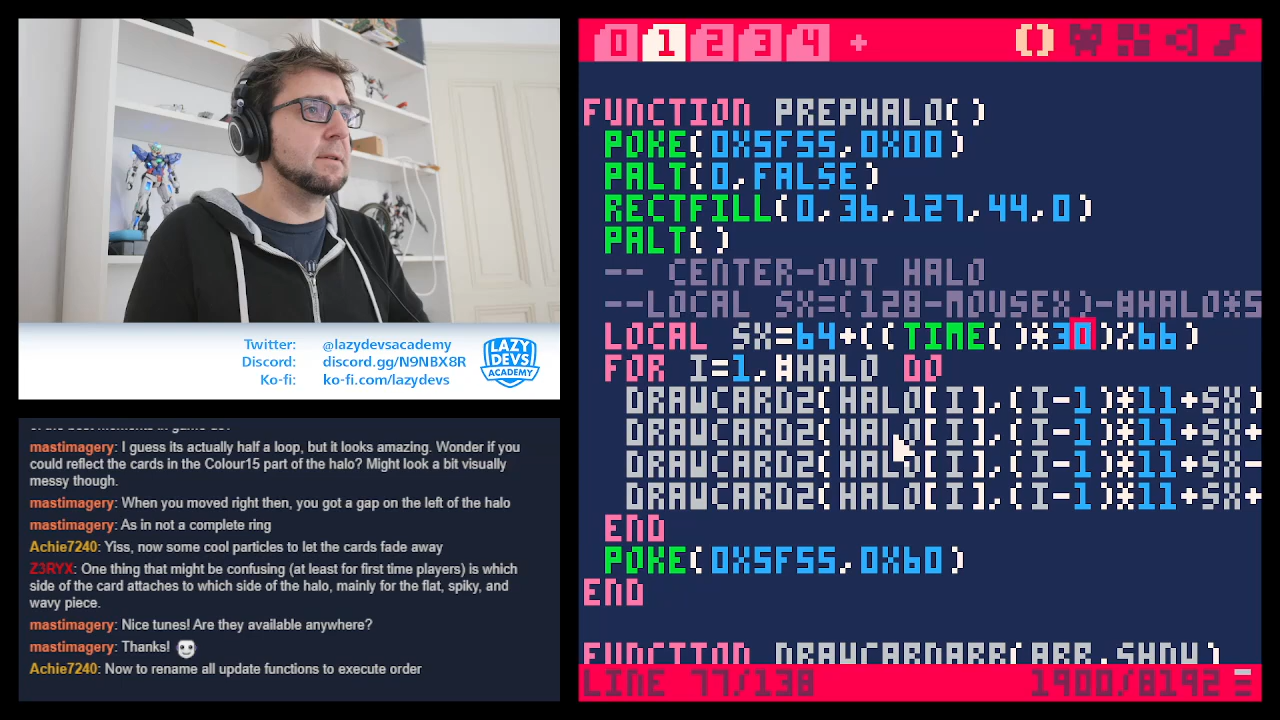 Twitter: @lazydevsacademy
Discord: discord.gg/N9NBX8R
Ko-fi: ko-fi.com/lazydevs
LAZY
DEVS
ACADEMY
mastimagery: I guess its actually half a loop, but it looks amazing. Wonder if you
could reflect the cards in the Colour15 part of the halo? Might look a bit visually
messy though.
mastimagery: When you moved right then, you got a gap on the left of the halo
mastimagery: As in not a complete ring
Achie7240: Yiss, now some cool particles to let the cards fade away
Z3RYX: One thing that might be confusing (at least for first time players) is which
side of the card attaches to which side of the halo, mainly for the flat, spiky, and
wavy piece.
mastimagery: Nice tunes! Are they available anywhere?
mastimagery: Thanks!
Achie7240: Now to rename all update functions to execute order
0 1 2 3 4 +
FUNCTION PREPHALO()
POKE(0X5F55,0X00)
PALT(0,FALSE)
RECTFILL(0,36,127,44,0)
PALT()
-- CENTER-OUT HALO
--LOCAL SX=(128-MOUSEX)-#HALO*5
LOCAL SX=64+((TIME()*30)%66)
FOR I=1,#HALO DO
DRAWCARD2(HALO[I],(I-1)*11+SX)
DRAWCARD2(HALO[I],(I-1)*11+SX+
DRAWCARD2(HALO[I],(I-1)*11+SX-
DRAWCARD2(HALO[I],(I-1)*11+SX+
END
POKE(0X5F55,0X60)
END
FUNCTION DRAWCARDARR(ARR,SHOW)
LINE 77/138 1900/8192